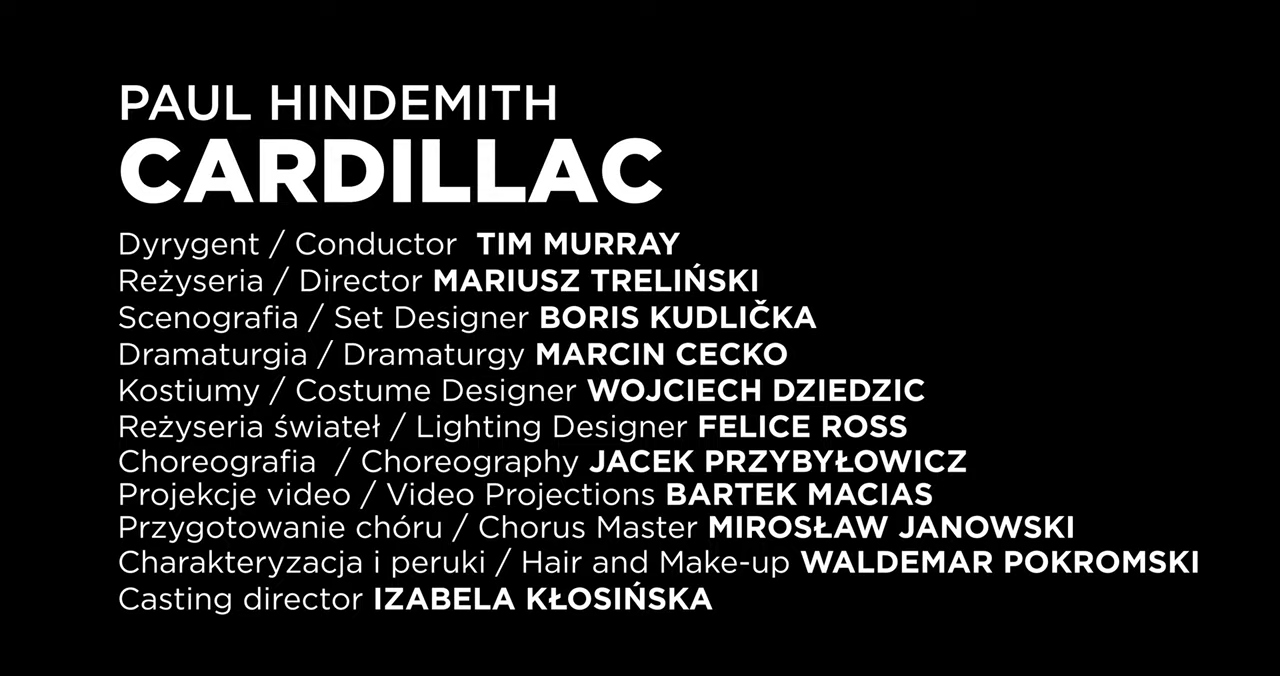 PAUL HINDEMITH
CARDILLAC
Dyrygent / Conductor TIM MURRAY
Reżyseria / Director MARIUSZ TRELIŃSKI
Scenografia / Set Designer BORIS KUDLIČKA
Dramaturgia / Dramaturgy MARCIN CECKO
Kostiumy / Costume Designer WOJCIECH DZIEDZIC
Reżyseria świateł / Lighting Designer FELICE ROSS
Choreografia / Choreography JACEK PRZYBYŁOWICZ
Projekcje video / Video Projections BARTEK MACIAS
Przygotowanie chóru / Chorus Master MIROSŁAW JANOWSKI
Charakteryzacja i peruki / Hair and Make-up WALDEMAR POKROMSKI
Casting director IZABELA KŁOSIŃSKA